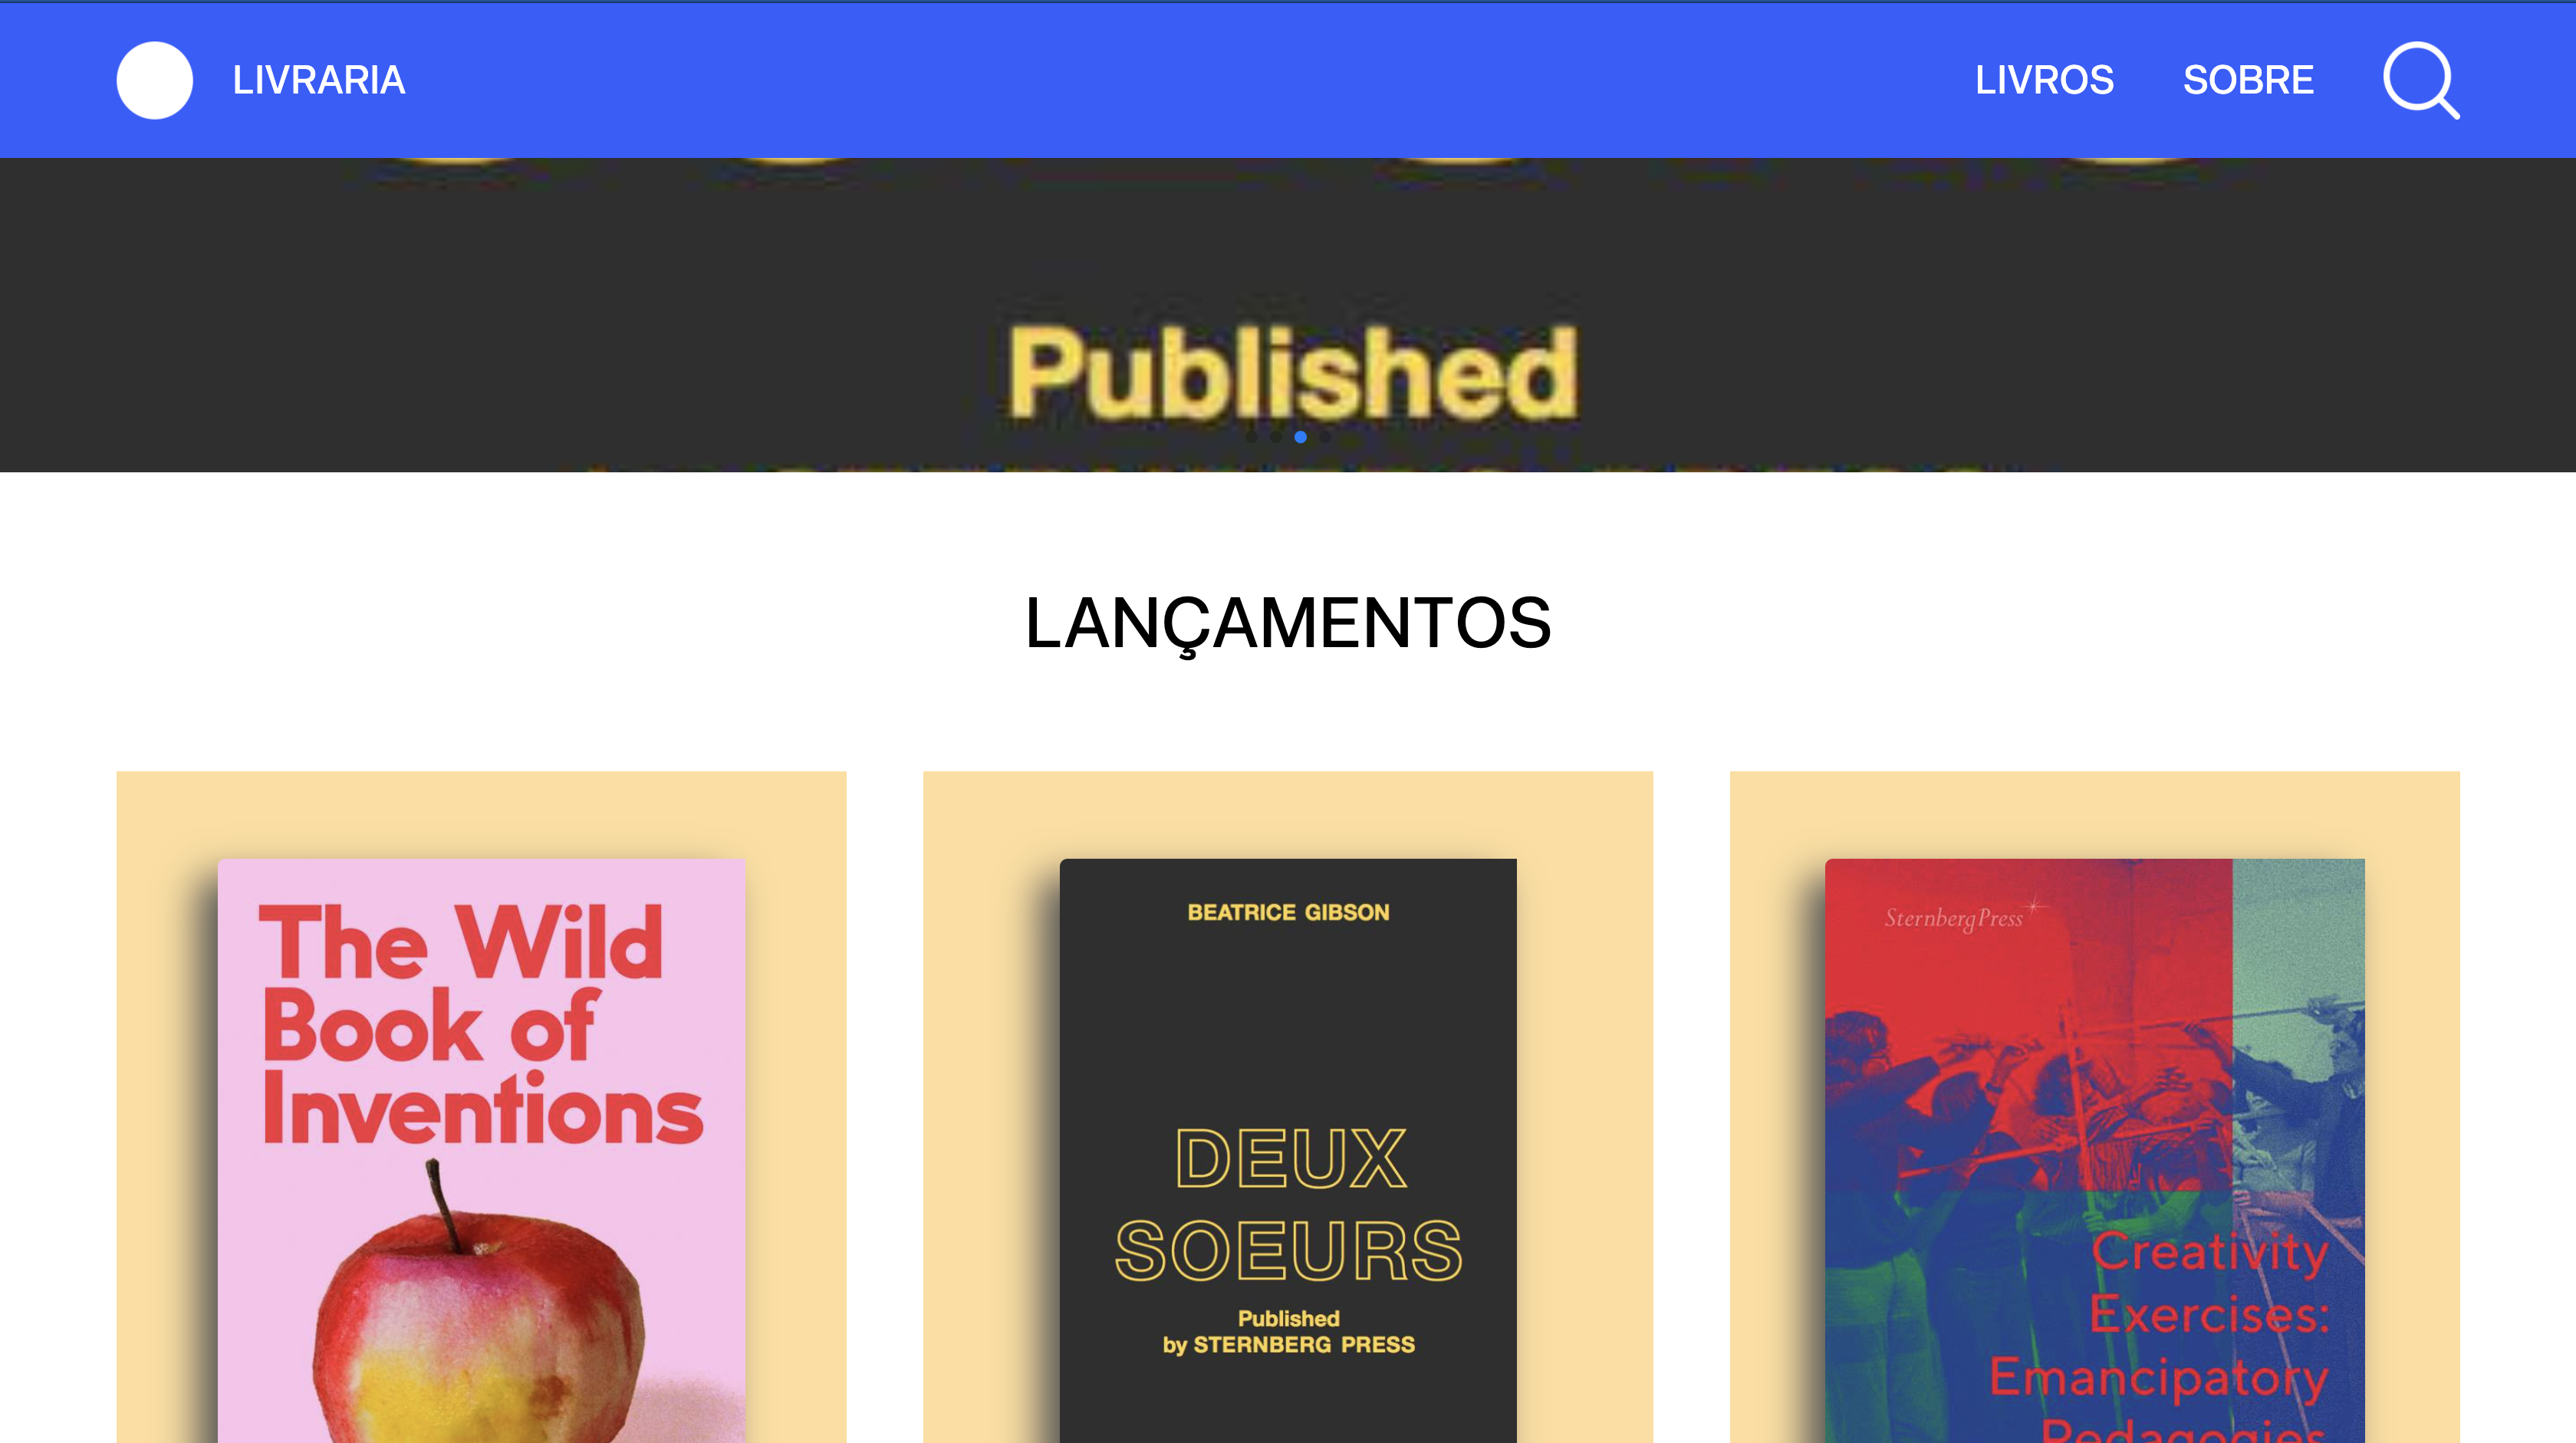 LIVRARIA
LIVROS
SOBRE
Published
LANÇAMENTOS
The Wild
Book of
Inventions
BEATRICE GIBSON
DEUX
SOEURS
Published
by STERNBERG PRESS
SternbergPress
Creativity
Exercises:
Emancipatory
Pedagogies